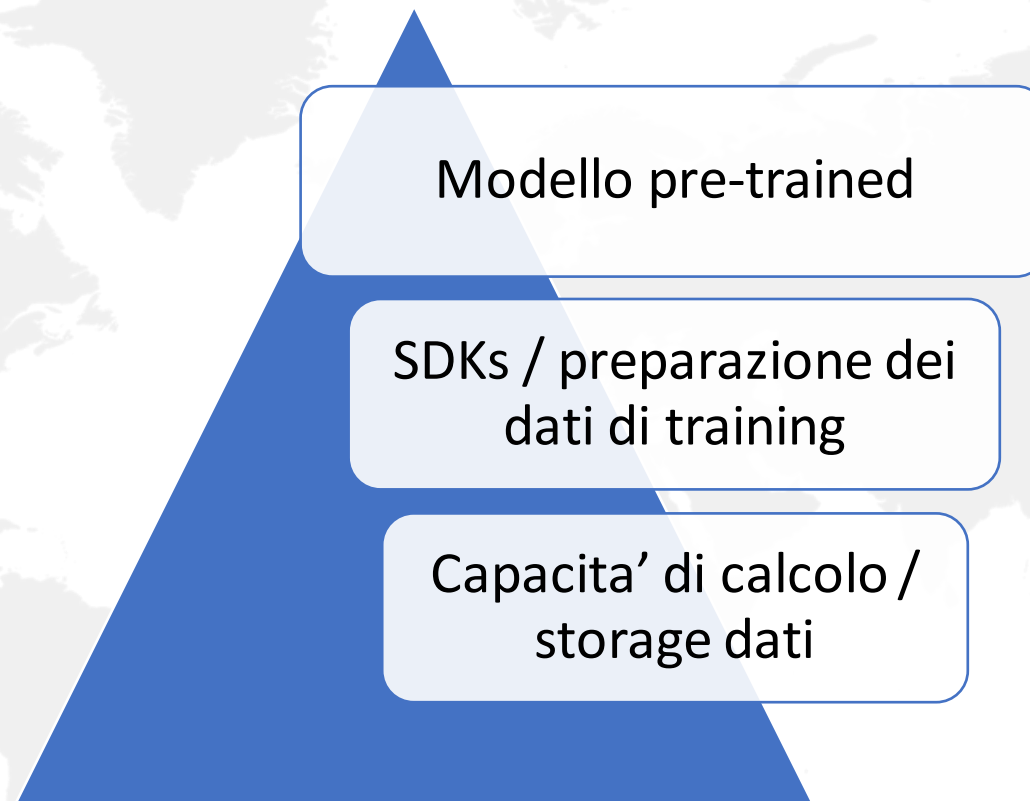 Modello pre-trained
SDKs / preparazione dei
dati di training
Capacita’ di calcolo /
storage dati